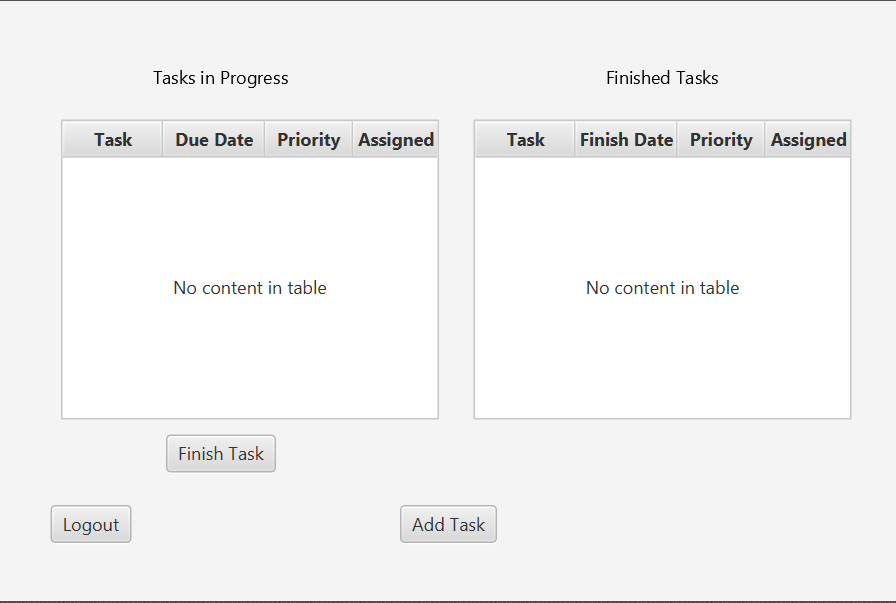 Tasks in Progress
Finished Tasks
Task Due Date Priority Assigned
Task Finish Date Priority Assigned
No content in table
No content in table
Finish Task
Logout
Add Task